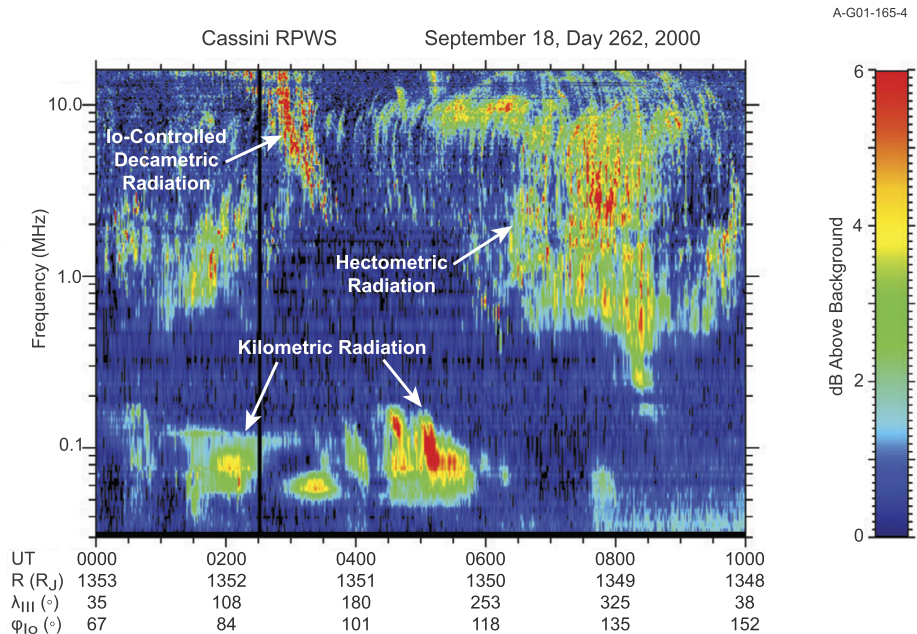 A-G01-165-4
Cassini RPWS September 18, Day 262, 2000
Frequency (MHz)
10.0
1.0
0.1
Io-Controlled
Decametric
Radiation
Hectometric
Radiation
Kilometric Radiation
dB Above Background
6
4
2
0
UT 0000 0200 0400 0600 0800 1000
R (RJ) 1353 1352 1351 1350 1349 1348
λIII (°) 35 108 180 253 325 38
φIo (°) 67 84 101 118 135 152